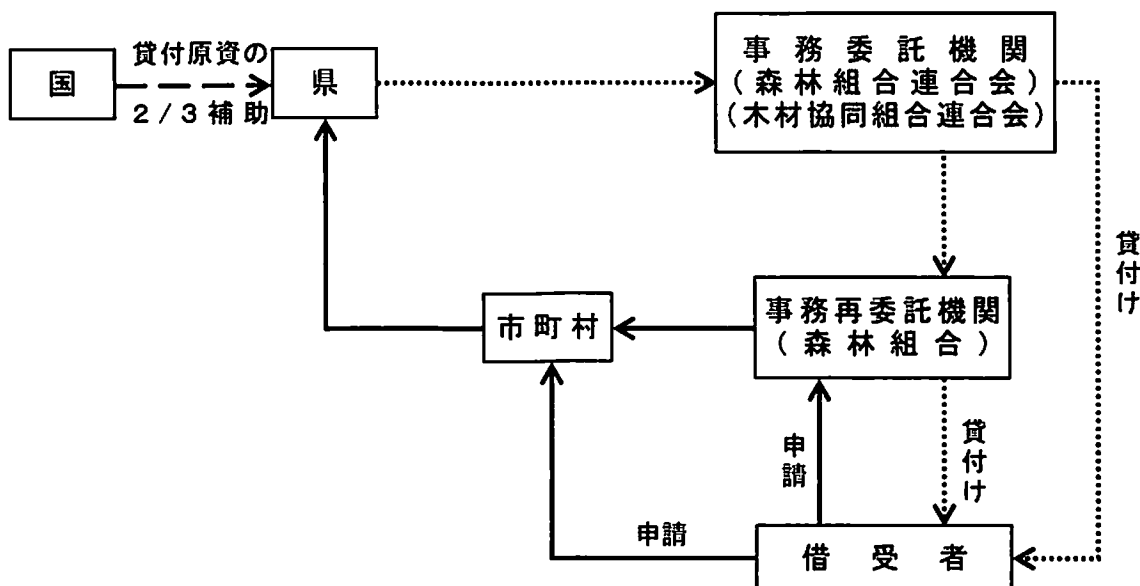 国
貸付原資の
2/3補助
県
事務委託機関
(森林組合連合会)
(木材協同組合連合会)
貸付け
市町村
事務再委託機関
(森林組合)
申請
貸付け
申請
借受者